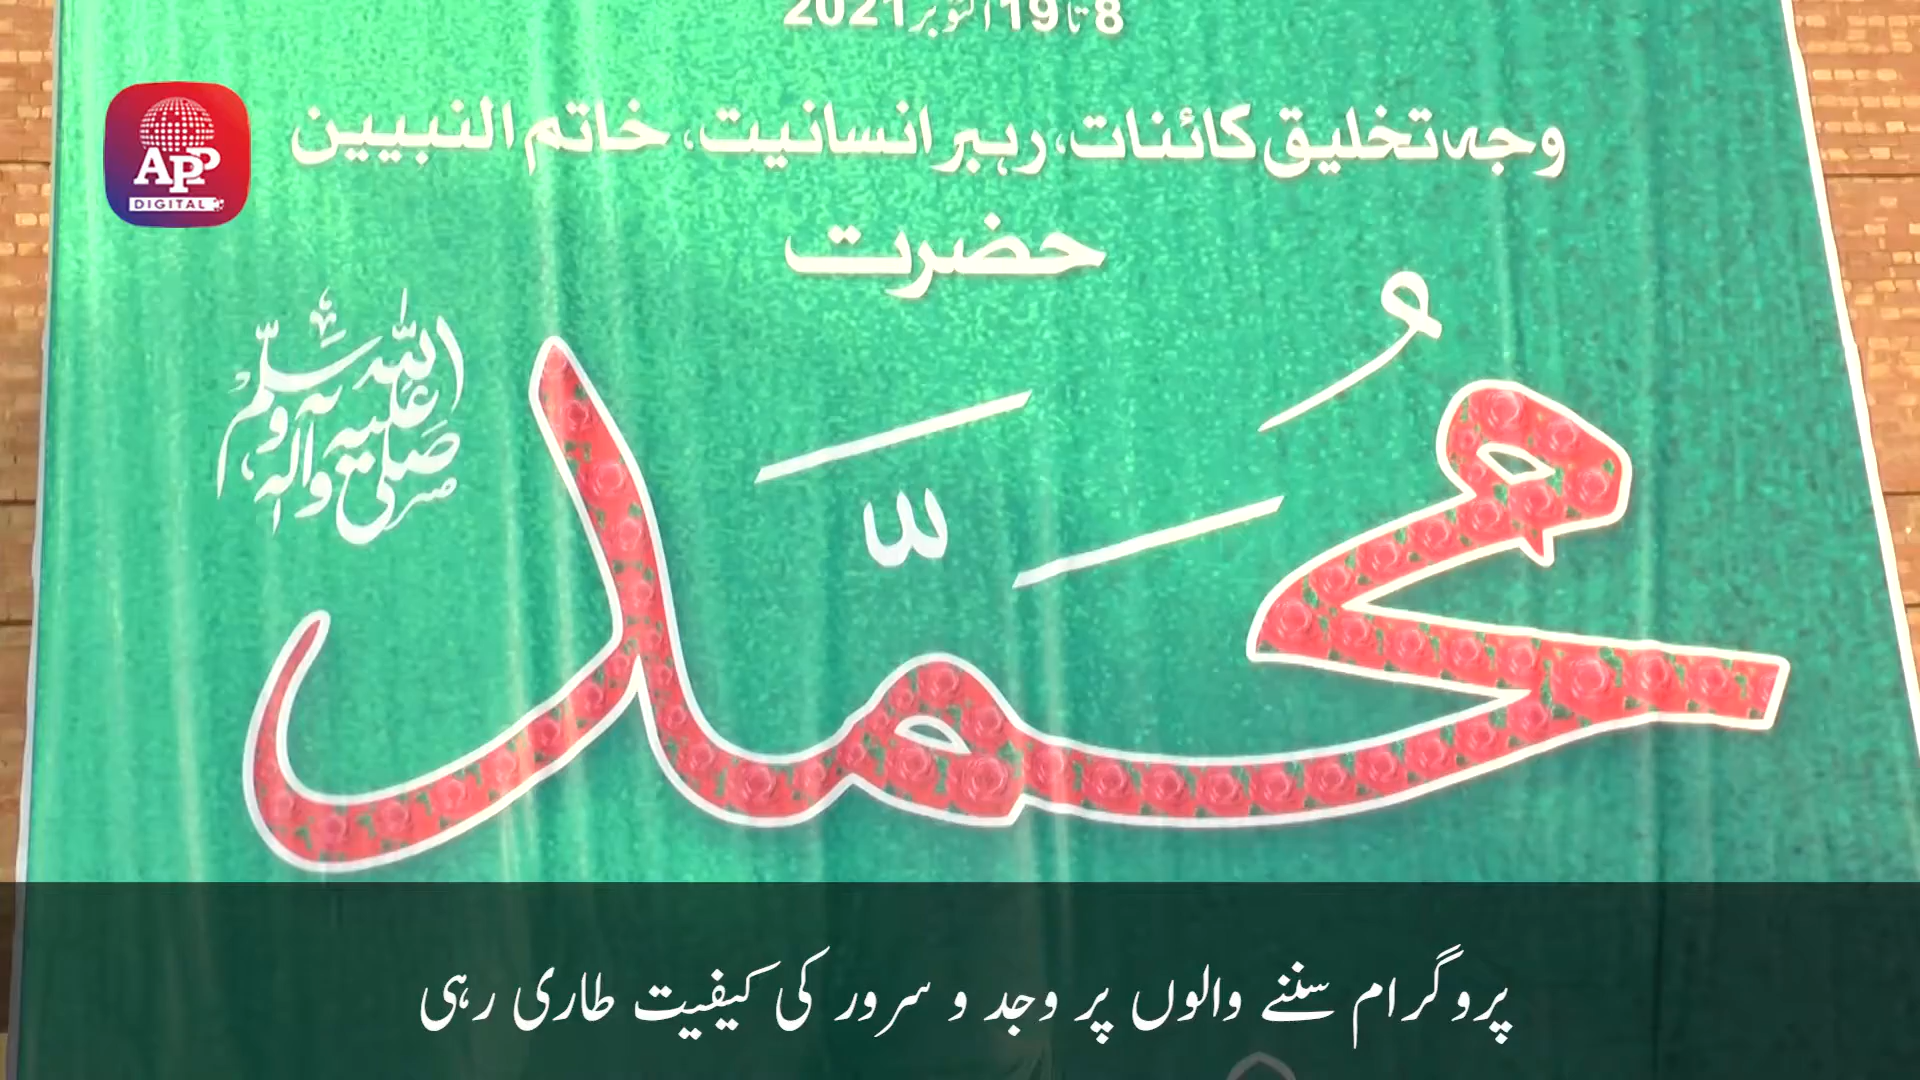 8 تا 19 اکتوبر 2021
وجہ تخلیق کائنات، رہبر انسانیت، خاتم النبیین
حضرت
مُحَمَّد
صلی اللہ علیہ وآلہ وسلم
APP
DIGITAL
پروگرام سننے والوں پر وجد و سرور کی کیفیت طاری رہی